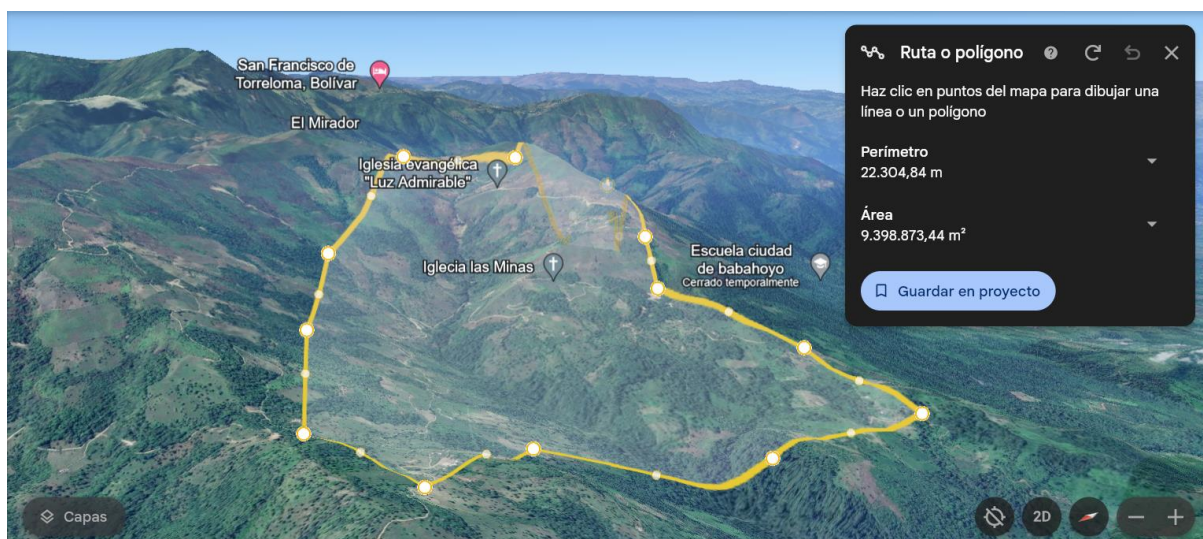 San Francisco de
Torreloma, Bolívar
El Mirador
Iglesia evangélica
"Luz Admirable"
Iglecia las Minas
Escuela ciudad
de babahoyo
Cerrado temporalmente
Ruta o polígono
Haz clic en puntos del mapa para dibujar una
línea o un polígono
Perímetro
22.304,84 m
Área
9.398.873,44 m²
Guardar en proyecto
Capas
2D